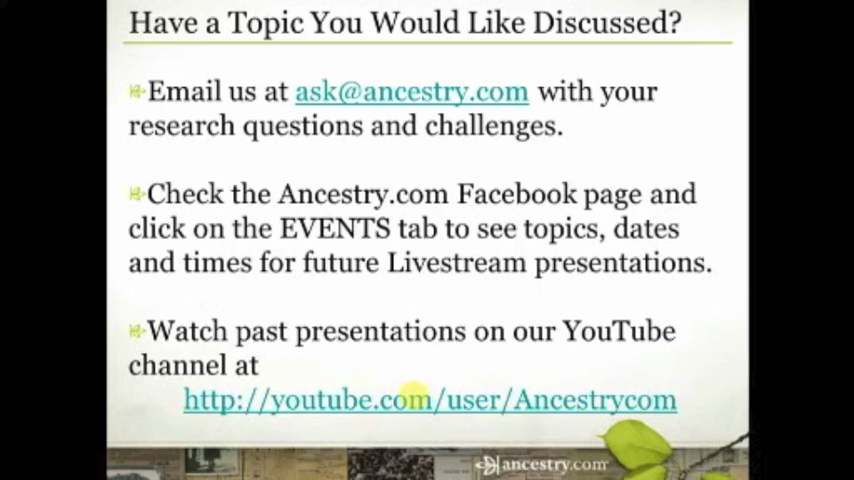 Have a Topic You Would Like Discussed?
Email us at ask@ancestry.com with your
research questions and challenges.
Check the Ancestry.com Facebook page and
click on the EVENTS tab to see topics, dates
and times for future Livestream presentations.
Watch past presentations on our YouTube
channel at
http://youtube.com/user/Ancestrycom
ancestry.com